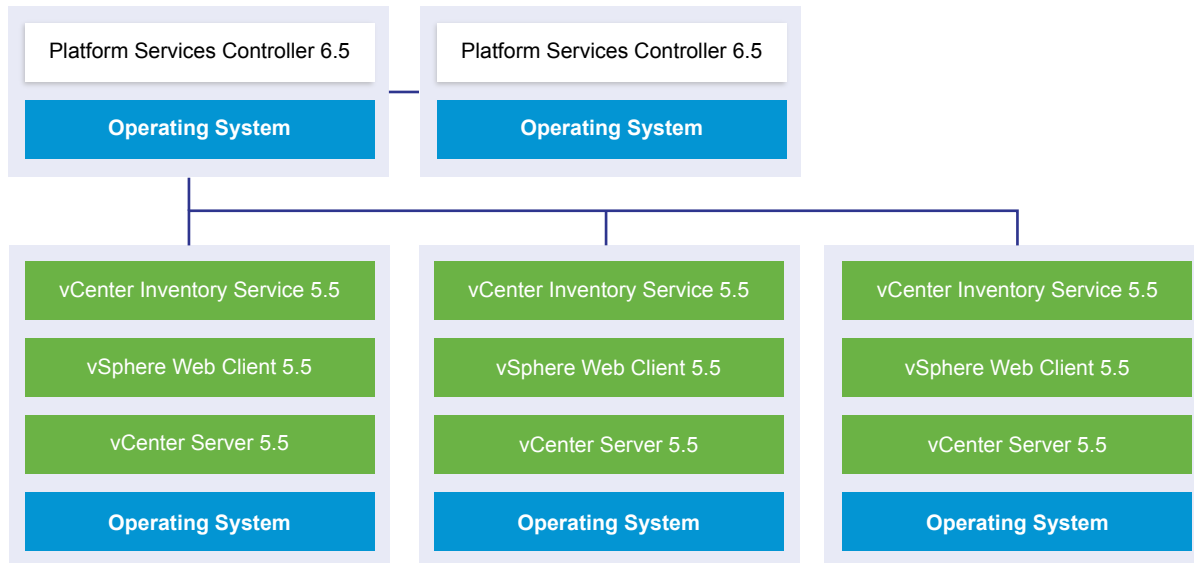 Platform Services Controller 6.5
Operating System
Platform Services Controller 6.5
Operating System
vCenter Inventory Service 5.5
vSphere Web Client 5.5
vCenter Server 5.5
Operating System
vCenter Inventory Service 5.5
vSphere Web Client 5.5
vCenter Server 5.5
Operating System
vCenter Inventory Service 5.5
vSphere Web Client 5.5
vCenter Server 5.5
Operating System